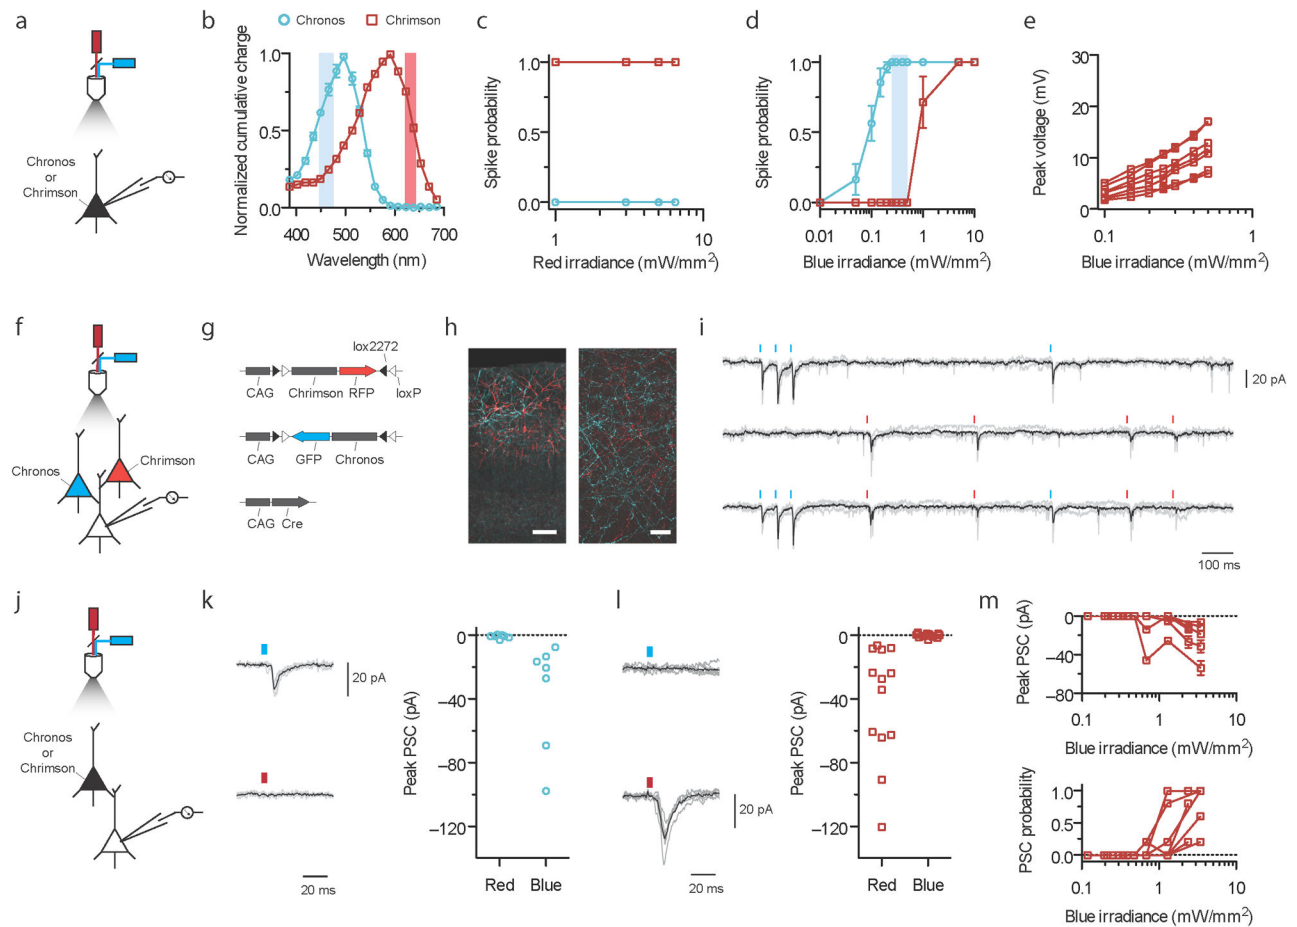 a
Chronos
or
Chrimson
b
Chronos
Chrimson
Normalized cumulative charge
1.0
0.5
0.0
400
500
600
700
Wavelength (nm)
c
Spike probability
1.0
0.5
0.0
1
10
Red irradiance (mW/mm²)
d
Spike probability
1.0
0.5
0.0
0.01
0.1
1
10
Blue irradiance (mW/mm²)
e
Peak voltage (mV)
30
20
10
0
0.1
1
Blue irradiance (mW/mm²)
f
Chronos
Chrimson
g
lox2272
CAG
Chrimson
RFP
loxP
CAG
GFP
Chronos
CAG
Cre
h
i
20 pA
100 ms
j
Chronos
or
Chrimson
k
20 pA
20 ms
Peak PSC (pA)
0
−40
−80
−120
Red
Blue
l
20 pA
20 ms
Peak PSC (pA)
0
−40
−80
−120
Red
Blue
m
Peak PSC (pA)
0
−40
−80
0.1
1
10
Blue irradiance (mW/mm²)
PSC probability
1.0
0.5
0.0
0.1
1
10
Blue irradiance (mW/mm²)